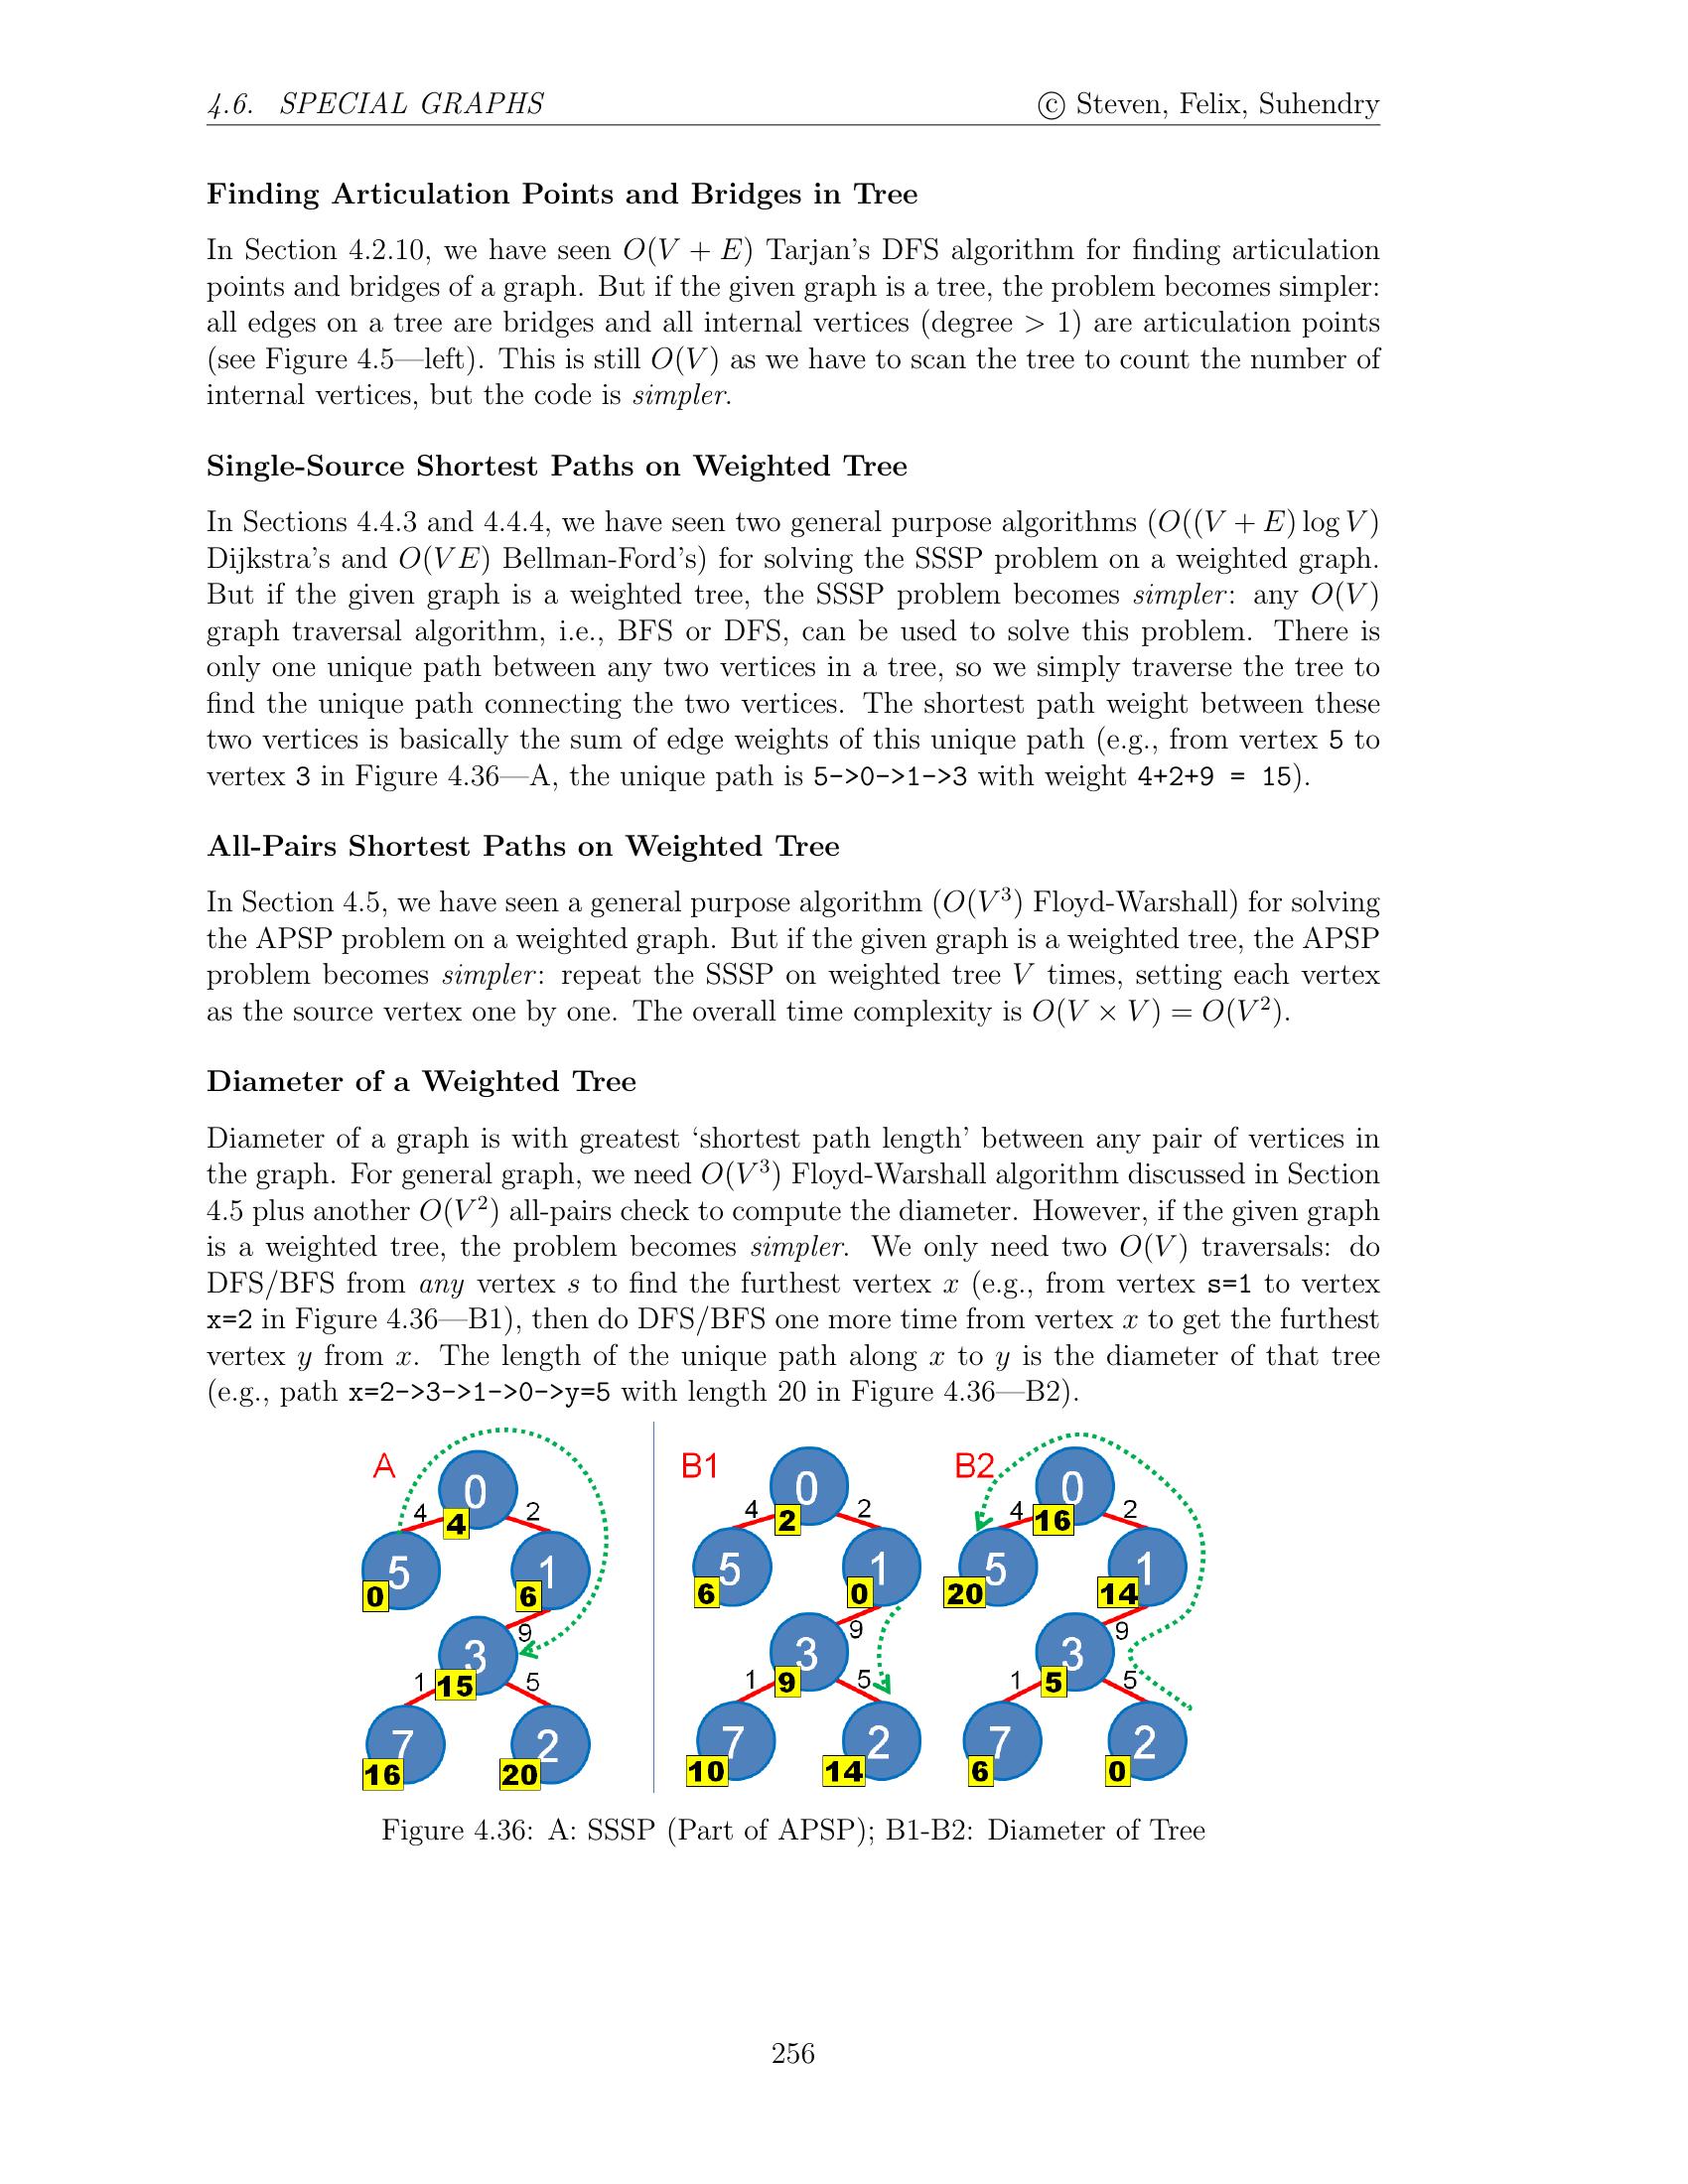 4.6. SPECIAL GRAPHS © Steven, Felix, Suhendry
Finding Articulation Points and Bridges in Tree
In Section 4.2.10, we have seen O(V + E) Tarjan's DFS algorithm for finding articulation
points and bridges of a graph. But if the given graph is a tree, the problem becomes simpler:
all edges on a tree are bridges and all internal vertices (degree > 1) are articulation points
(see Figure 4.5—left). This is still O(V) as we have to scan the tree to count the number of
internal vertices, but the code is simpler.
Single-Source Shortest Paths on Weighted Tree
In Sections 4.4.3 and 4.4.4, we have seen two general purpose algorithms (O((V + E) log V)
Dijkstra's and O(VE) Bellman-Ford's) for solving the SSSP problem on a weighted graph.
But if the given graph is a weighted tree, the SSSP problem becomes simpler: any O(V)
graph traversal algorithm, i.e., BFS or DFS, can be used to solve this problem. There is
only one unique path between any two vertices in a tree, so we simply traverse the tree to
find the unique path connecting the two vertices. The shortest path weight between these
two vertices is basically the sum of edge weights of this unique path (e.g., from vertex 5 to
vertex 3 in Figure 4.36—A, the unique path is 5->0->1->3 with weight 4+2+9 = 15).
All-Pairs Shortest Paths on Weighted Tree
In Section 4.5, we have seen a general purpose algorithm (O(V³) Floyd-Warshall) for solving
the APSP problem on a weighted graph. But if the given graph is a weighted tree, the APSP
problem becomes simpler: repeat the SSSP on weighted tree V times, setting each vertex
as the source vertex one by one. The overall time complexity is O(V × V) = O(V²).
Diameter of a Weighted Tree
Diameter of a graph is with greatest 'shortest path length' between any pair of vertices in
the graph. For general graph, we need O(V³) Floyd-Warshall algorithm discussed in Section
4.5 plus another O(V²) all-pairs check to compute the diameter. However, if the given graph
is a weighted tree, the problem becomes simpler. We only need two O(V) traversals: do
DFS/BFS from any vertex s to find the furthest vertex x (e.g., from vertex s=1 to vertex
x=2 in Figure 4.36—B1), then do DFS/BFS one more time from vertex x to get the furthest
vertex y from x. The length of the unique path along x to y is the diameter of that tree
(e.g., path x=2->3->1->0->y=5 with length 20 in Figure 4.36—B2).
A 0 B1 0 B2 0
4 4 2 4 2 2 4 16 2
5 1 5 1 5 1
0 6 6 0 20 14
3 9 3 9 3 9
1 15 5 1 9 5 1 5 5
7 2 7 2 7 2
16 20 10 14 6 0
Figure 4.36: A: SSSP (Part of APSP); B1-B2: Diameter of Tree
256